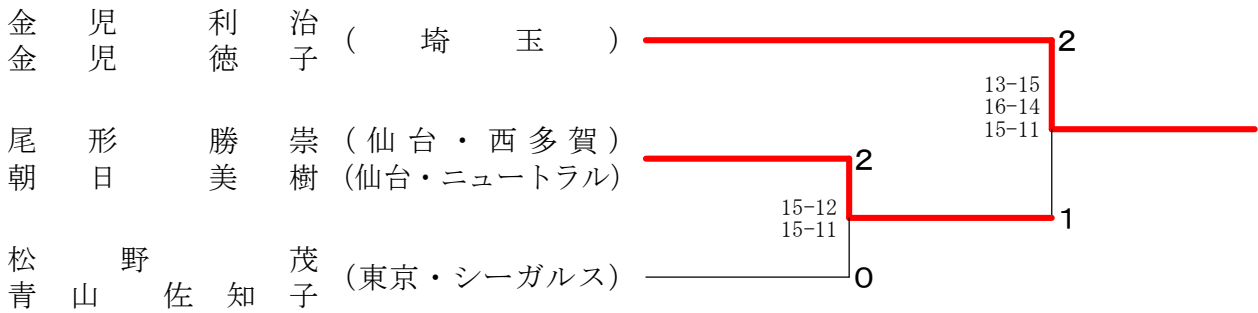 金児 利治
金児 徳子
(埼玉)
2
13-15
16-14
15-11
尾形 勝崇 (仙台・西多賀)
朝日 美樹 (仙台・ニュートラル)
2
15-12
15-11
1
松野 茂
青山 佐知子
(東京・シーガルス)
0